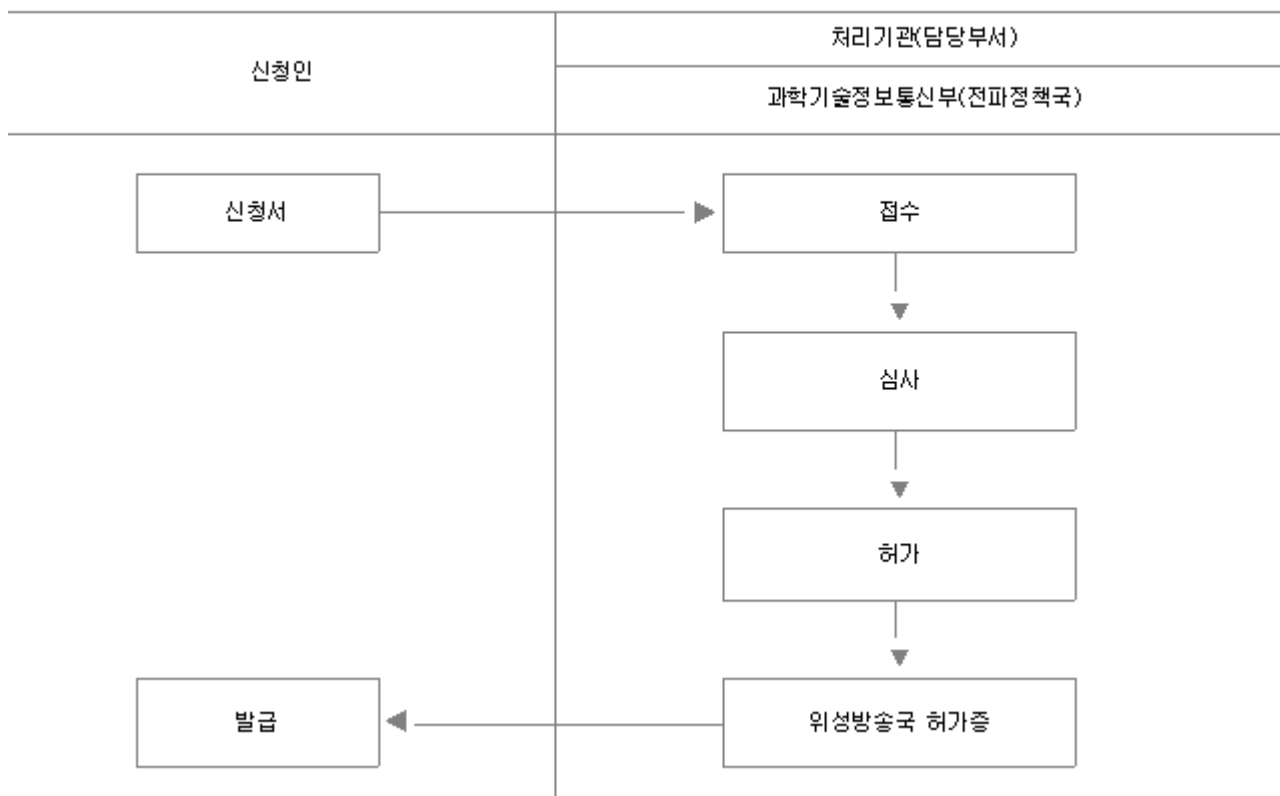 신청인
처리기관(담당부서)
과학기술정보통신부(전파정책국)
신청서
접수
심사
허가
발급
위성방송국 허가증